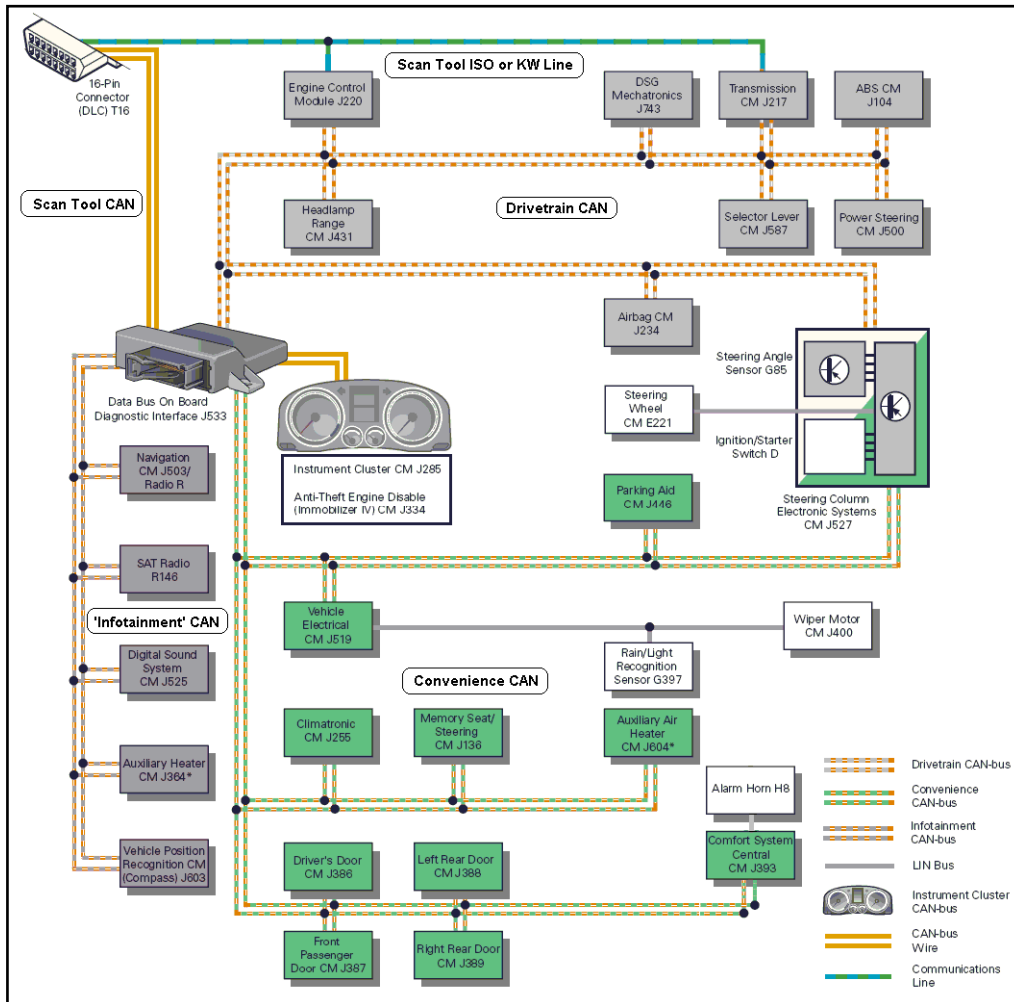 Scan Tool ISO or KW Line
16-Pin
Connector
(DLC) T16
Engine Control
Module J220
DSG
Mechatronics
J743
Transmission
CM J217
ABS CM
J104
Scan Tool CAN
Headlamp
Range
CM J431
Drivetrain CAN
Selector Lever
CM J587
Power Steering
CM J500
Airbag CM
J234
Data Bus On Board
Diagnostic Interface J533
Steering Angle
Sensor G85
Steering
Wheel
CM E221
Ignition/Starter
Switch D
Steering Column
Electronic Systems
CM J527
Instrument Cluster CM J285
Anti-Theft Engine Disable
(Immobilizer IV) CM J334
Navigation
CM J503/
Radio R
Parking Aid
CM J446
SAT Radio
R146
'Infotainment' CAN
Vehicle
Electrical
CM J519
Wiper Motor
CM J400
Rain/Light
Recognition
Sensor G397
Digital Sound
System
CM J525
Convenience CAN
Climatronic
CM J255
Memory Seat/
Steering
CM J136
Auxiliary Air
Heater
CM J604*
Auxiliary Heater
CM J364*
Alarm Horn H8
Vehicle Position
Recognition CM
(Compass) J603
Driver's Door
CM J386
Left Rear Door
CM J388
Comfort System
Central
CM J393
Front
Passenger
Door CM J387
Right Rear Door
CM J389
Drivetrain CAN-bus
Convenience
CAN-bus
Infotainment
CAN-bus
LIN Bus
Instrument Cluster
CAN-bus
CAN-bus
Wire
Communications
Line